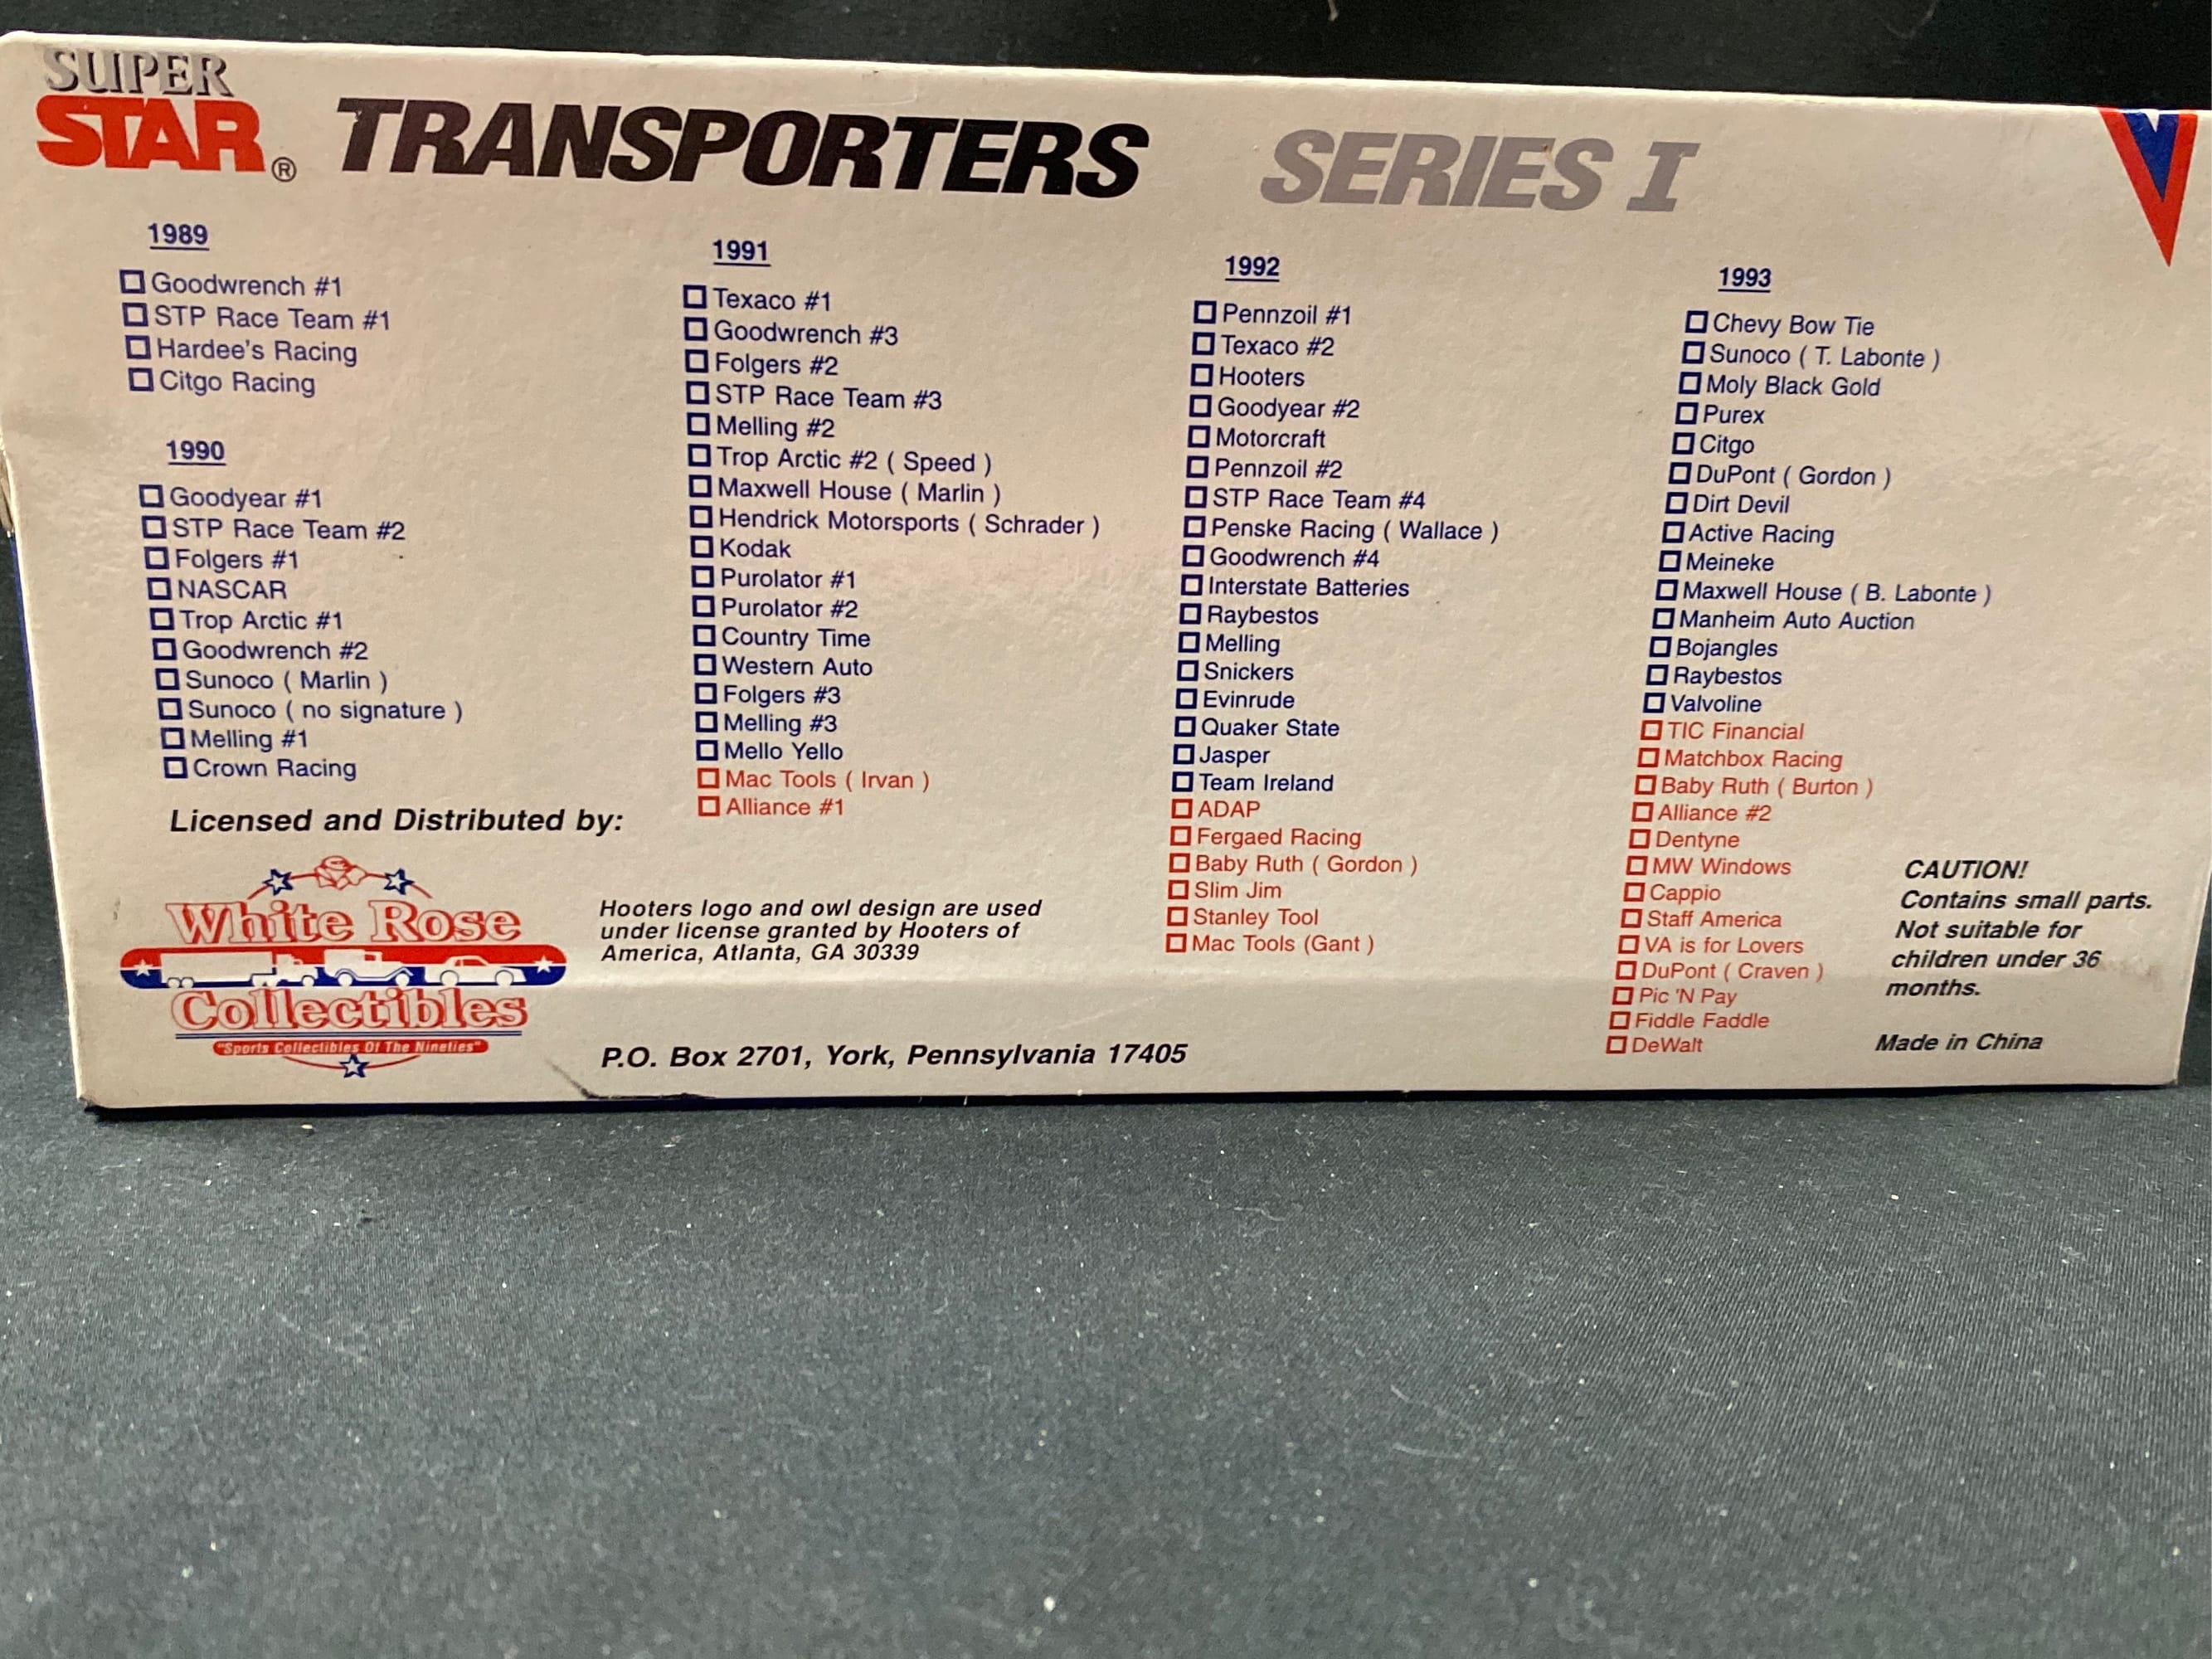 SUPER
STAR® TRANSPORTERS SERIES I
1989
Goodwrench #1
STP Race Team #1
Hardee's Racing
Citgo Racing
1990
Goodyear #1
STP Race Team #2
Folgers #1
NASCAR
Trop Arctic #1
Goodwrench #2
Sunoco ( Marlin )
Sunoco ( no signature )
Melling #1
Crown Racing
1991
Texaco #1
Goodwrench #3
Folgers #2
STP Race Team #3
Melling #2
Trop Arctic #2 ( Speed )
Maxwell House ( Marlin )
Hendrick Motorsports ( Schrader )
Kodak
Purolator #1
Purolator #2
Country Time
Western Auto
Folgers #3
Melling #3
Mello Yello
Mac Tools ( Irvan )
Alliance #1
1992
Pennzoil #1
Texaco #2
Hooters
Goodyear #2
Motorcraft
Pennzoil #2
STP Race Team #4
Penske Racing ( Wallace )
Goodwrench #4
Interstate Batteries
Raybestos
Melling
Snickers
Evinrude
Quaker State
Jasper
Team Ireland
ADAP
Fergaed Racing
Baby Ruth ( Gordon )
Slim Jim
Stanley Tool
Mac Tools (Gant )
1993
Chevy Bow Tie
Sunoco ( T. Labonte )
Moly Black Gold
Purex
Citgo
DuPont ( Gordon )
Dirt Devil
Active Racing
Meineke
Maxwell House ( B. Labonte )
Manheim Auto Auction
Bojangles
Raybestos
Valvoline
TIC Financial
Matchbox Racing
Baby Ruth ( Burton )
Alliance #2
Dentyne
MW Windows
Cappio
Staff America
VA is for Lovers
DuPont ( Craven )
Pic 'N Pay
Fiddle Faddle
DeWalt
Licensed and Distributed by:
White Rose
Collectibles
"Sports Collectibles Of The Nineties"
Hooters logo and owl design are used
under license granted by Hooters of
America, Atlanta, GA 30339
P.O. Box 2701, York, Pennsylvania 17405
CAUTION!
Contains small parts.
Not suitable for
children under 36
months.
Made in China